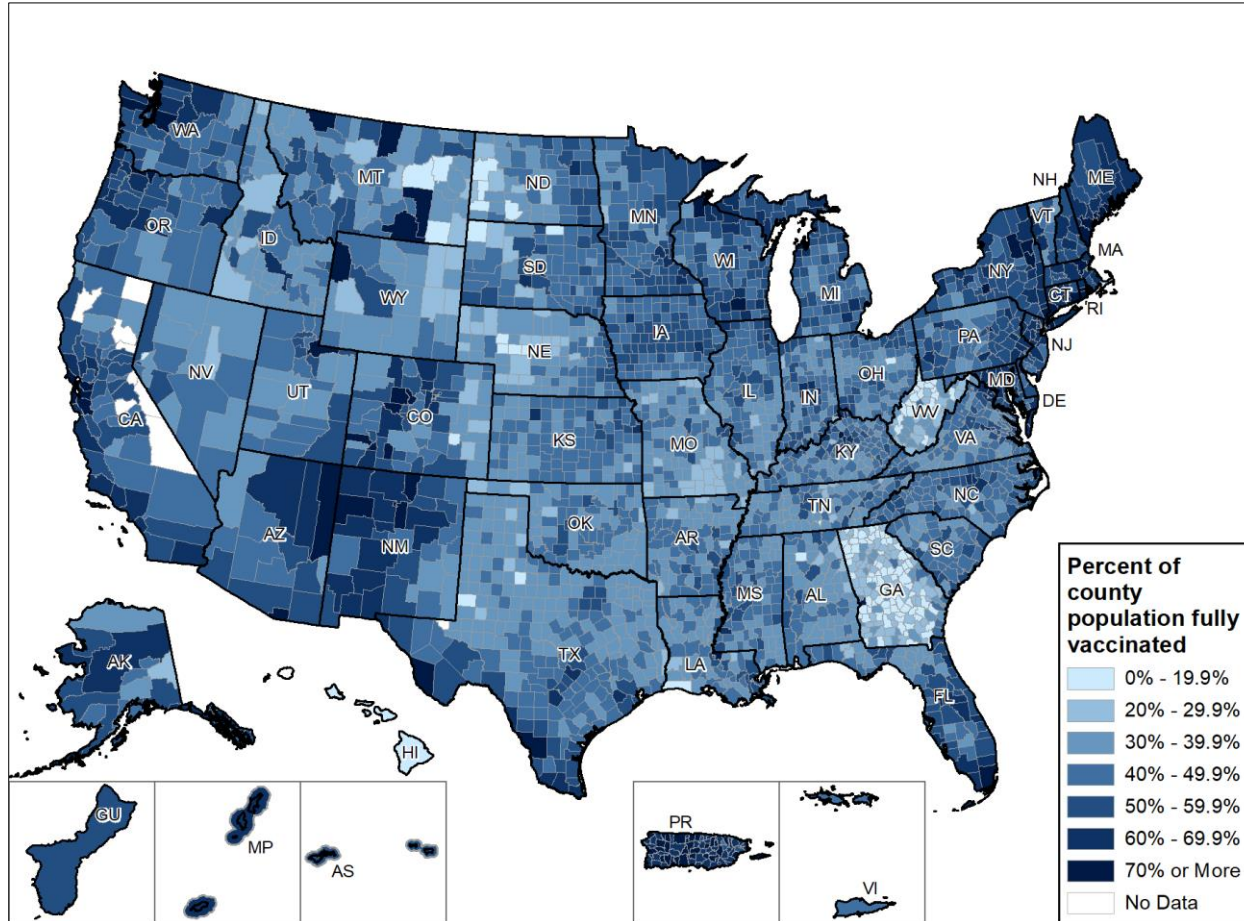 WA
MT
ND
MN
OR
ID
WY
SD
WI
MI
NH
VT
ME
NY
MA
CT
RI
NV
UT
CO
NE
IA
IL
IN
OH
PA
NJ
MD
DE
WV
VA
CA
KS
MO
KY
AZ
NM
OK
AR
TN
NC
SC
TX
LA
MS
AL
GA
FL
AK
HI
GU
MP
AS
PR
VI
Percent of
county
population fully
vaccinated
0% - 19.9%
20% - 29.9%
30% - 39.9%
40% - 49.9%
50% - 59.9%
60% - 69.9%
70% or More
No Data